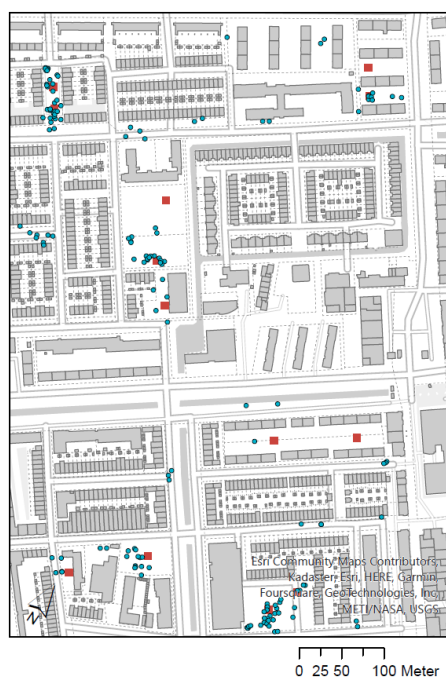 Esri Community Maps Contributors,
Kadaster, Esri, HERE, Garmin,
Foursquare, GeoTechnologies, Inc,
METI/NASA, USGS
N
0 25 50 100 Meter